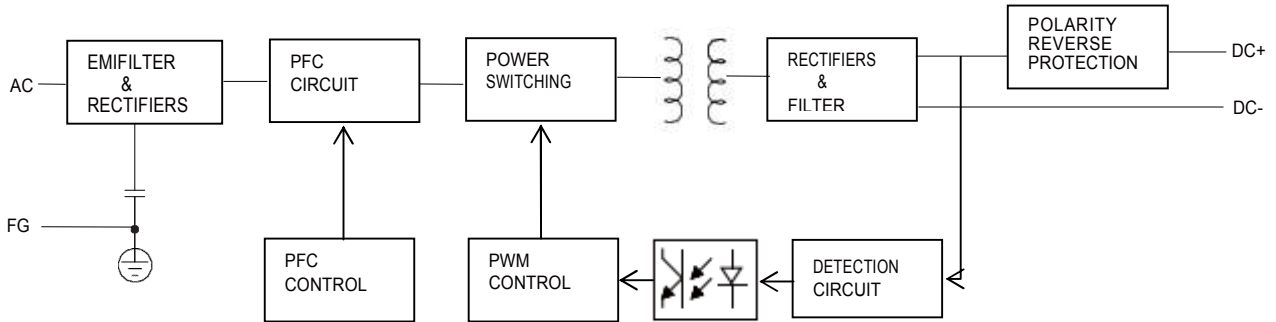 AC
EMIFILTER
&
RECTIFIERS
PFC
CIRCUIT
POWER
SWITCHING
RECTIFIERS
&
FILTER
POLARITY
REVERSE
PROTECTION
DC+
DC-
FG
PFC
CONTROL
PWM
CONTROL
DETECTION
CIRCUIT